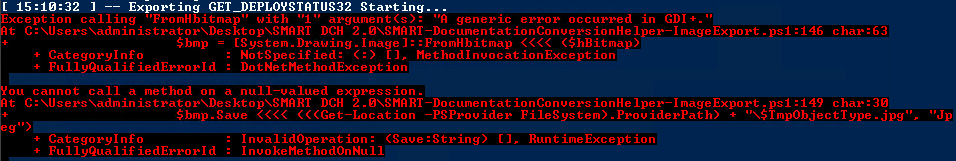 [ 15:10:32 ] -- Exporting GET_DEPLOYSTATUS32 Starting...
Exception calling "FromHbitmap" with "1" argument(s): "A generic error occurred in GDI+."
At C:\Users\administrator\Desktop\SMART DCH 2.0\SMART-DocumentationConversionHelper-ImageExport.ps1:146 char:63
+ $bmp = [System.Drawing.Image]::FromHbitmap <<<< ($hBitmap)
+ CategoryInfo : NotSpecified: (:) [], MethodInvocationException
+ FullyQualifiedErrorId : DotNetMethodException
You cannot call a method on a null-valued expression.
At C:\Users\administrator\Desktop\SMART DCH 2.0\SMART-DocumentationConversionHelper-ImageExport.ps1:149 char:30
+ $bmp.Save <<<< (((Get-Location -PSProvider FileSystem).ProviderPath) + "\$TmpObjectType.jpg", "Jp
eg")
+ CategoryInfo : InvalidOperation: (Save:String) [], RuntimeException
+ FullyQualifiedErrorId : InvokeMethodOnNull